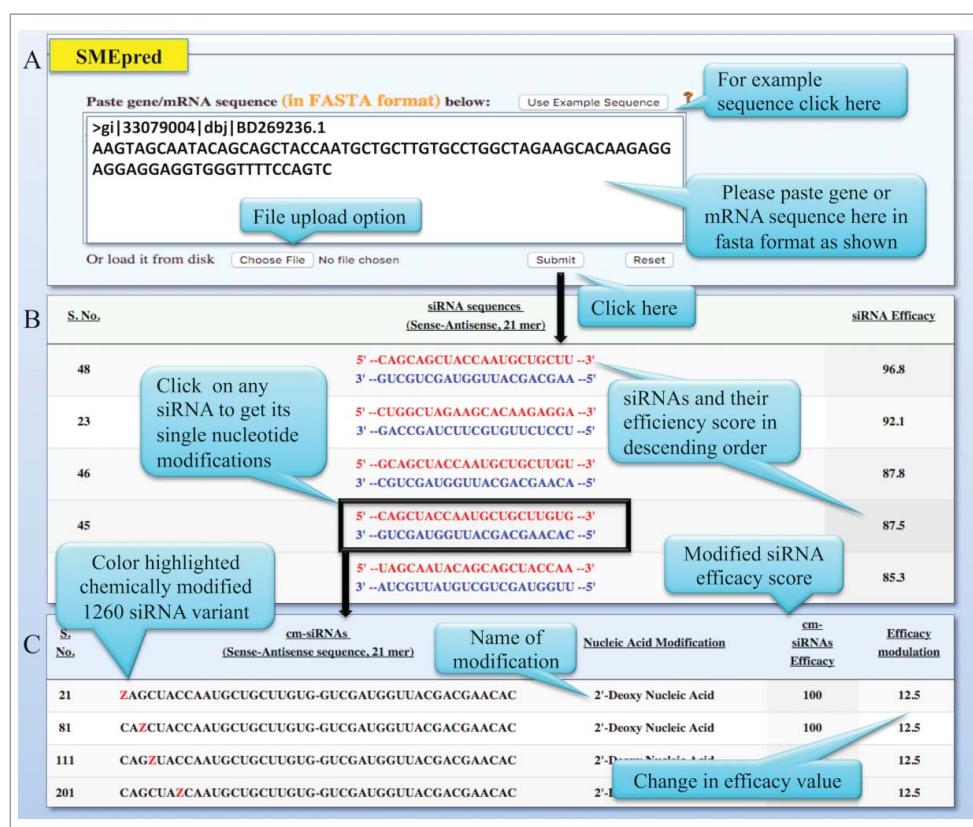 A
SMEpred
Paste gene/mRNA sequence (in FASTA format) below:
Use Example Sequence
?
For example
sequence click here
>gi|33079004|dbj|BD269236.1
AAGTAGCAATACAGCAGCTACCAATGCTGCTTGTGCCTGGCTAGAAGCACAAGAGG
AGGAGGAGGTGGGTTTTCCAGTC
Please paste gene or
mRNA sequence here in
fasta format as shown
File upload option
Or load it from disk Choose File No file chosen Submit Reset
Click here
B
S. No.
siRNA sequences
(Sense-Antisense, 21 mer)
siRNA Efficacy
48
5' --CAGCAGCUACCAAUGCUGCUU --3'
3' --GUCGUCGAUGGUUACGACGAA --5'
96.8
23
5' --CUGGCUAGAAGCACAAGAGGA --3'
3' --GACCGAUCUUCGUGUUCUCCU --5'
92.1
46
5' --GCAGCUACCAAUGCUGCUUGU --3'
3' --CGUCGAUGGUUACGACGAACA --5'
87.8
45
5' --CAGCUACCAAUGCUGCUUGUG --3'
3' --GUCGAUGGUUACGACGAACAC --5'
87.5
5' --UAGCAAUACAGCAGCUACCAA --3'
3' --AUCGUUAUGUCGUCGAUGGUU --5'
85.3
Click on any
siRNA to get its
single nucleotide
modifications
siRNAs and their
efficiency score in
descending order
Color highlighted
chemically modified
1260 siRNA variant
Modified siRNA
efficacy score
C
S.
No.
cm-siRNAs
(Sense-Antisense sequence, 21 mer)
Name of
modification
Nucleic Acid Modification
cm-
siRNAs
Efficacy
Efficacy
modulation
21 ZAGCUACCAAUGCUGCUUGUG-GUCGAUGGUUACGACGAACAC 2'-Deoxy Nucleic Acid 100 12.5
81 CAZCUACCAAUGCUGCUUGUG-GUCGAUGGUUACGACGAACAC 2'-Deoxy Nucleic Acid 100 12.5
111 CAGZUACCAAUGCUGCUUGUG-GUCGAUGGUUACGACGAACAC 12.5
201 CAGCUAZCAAUGCUGCUUGUG-GUCGAUGGUUACGACGAACAC 12.5
Change in efficacy value